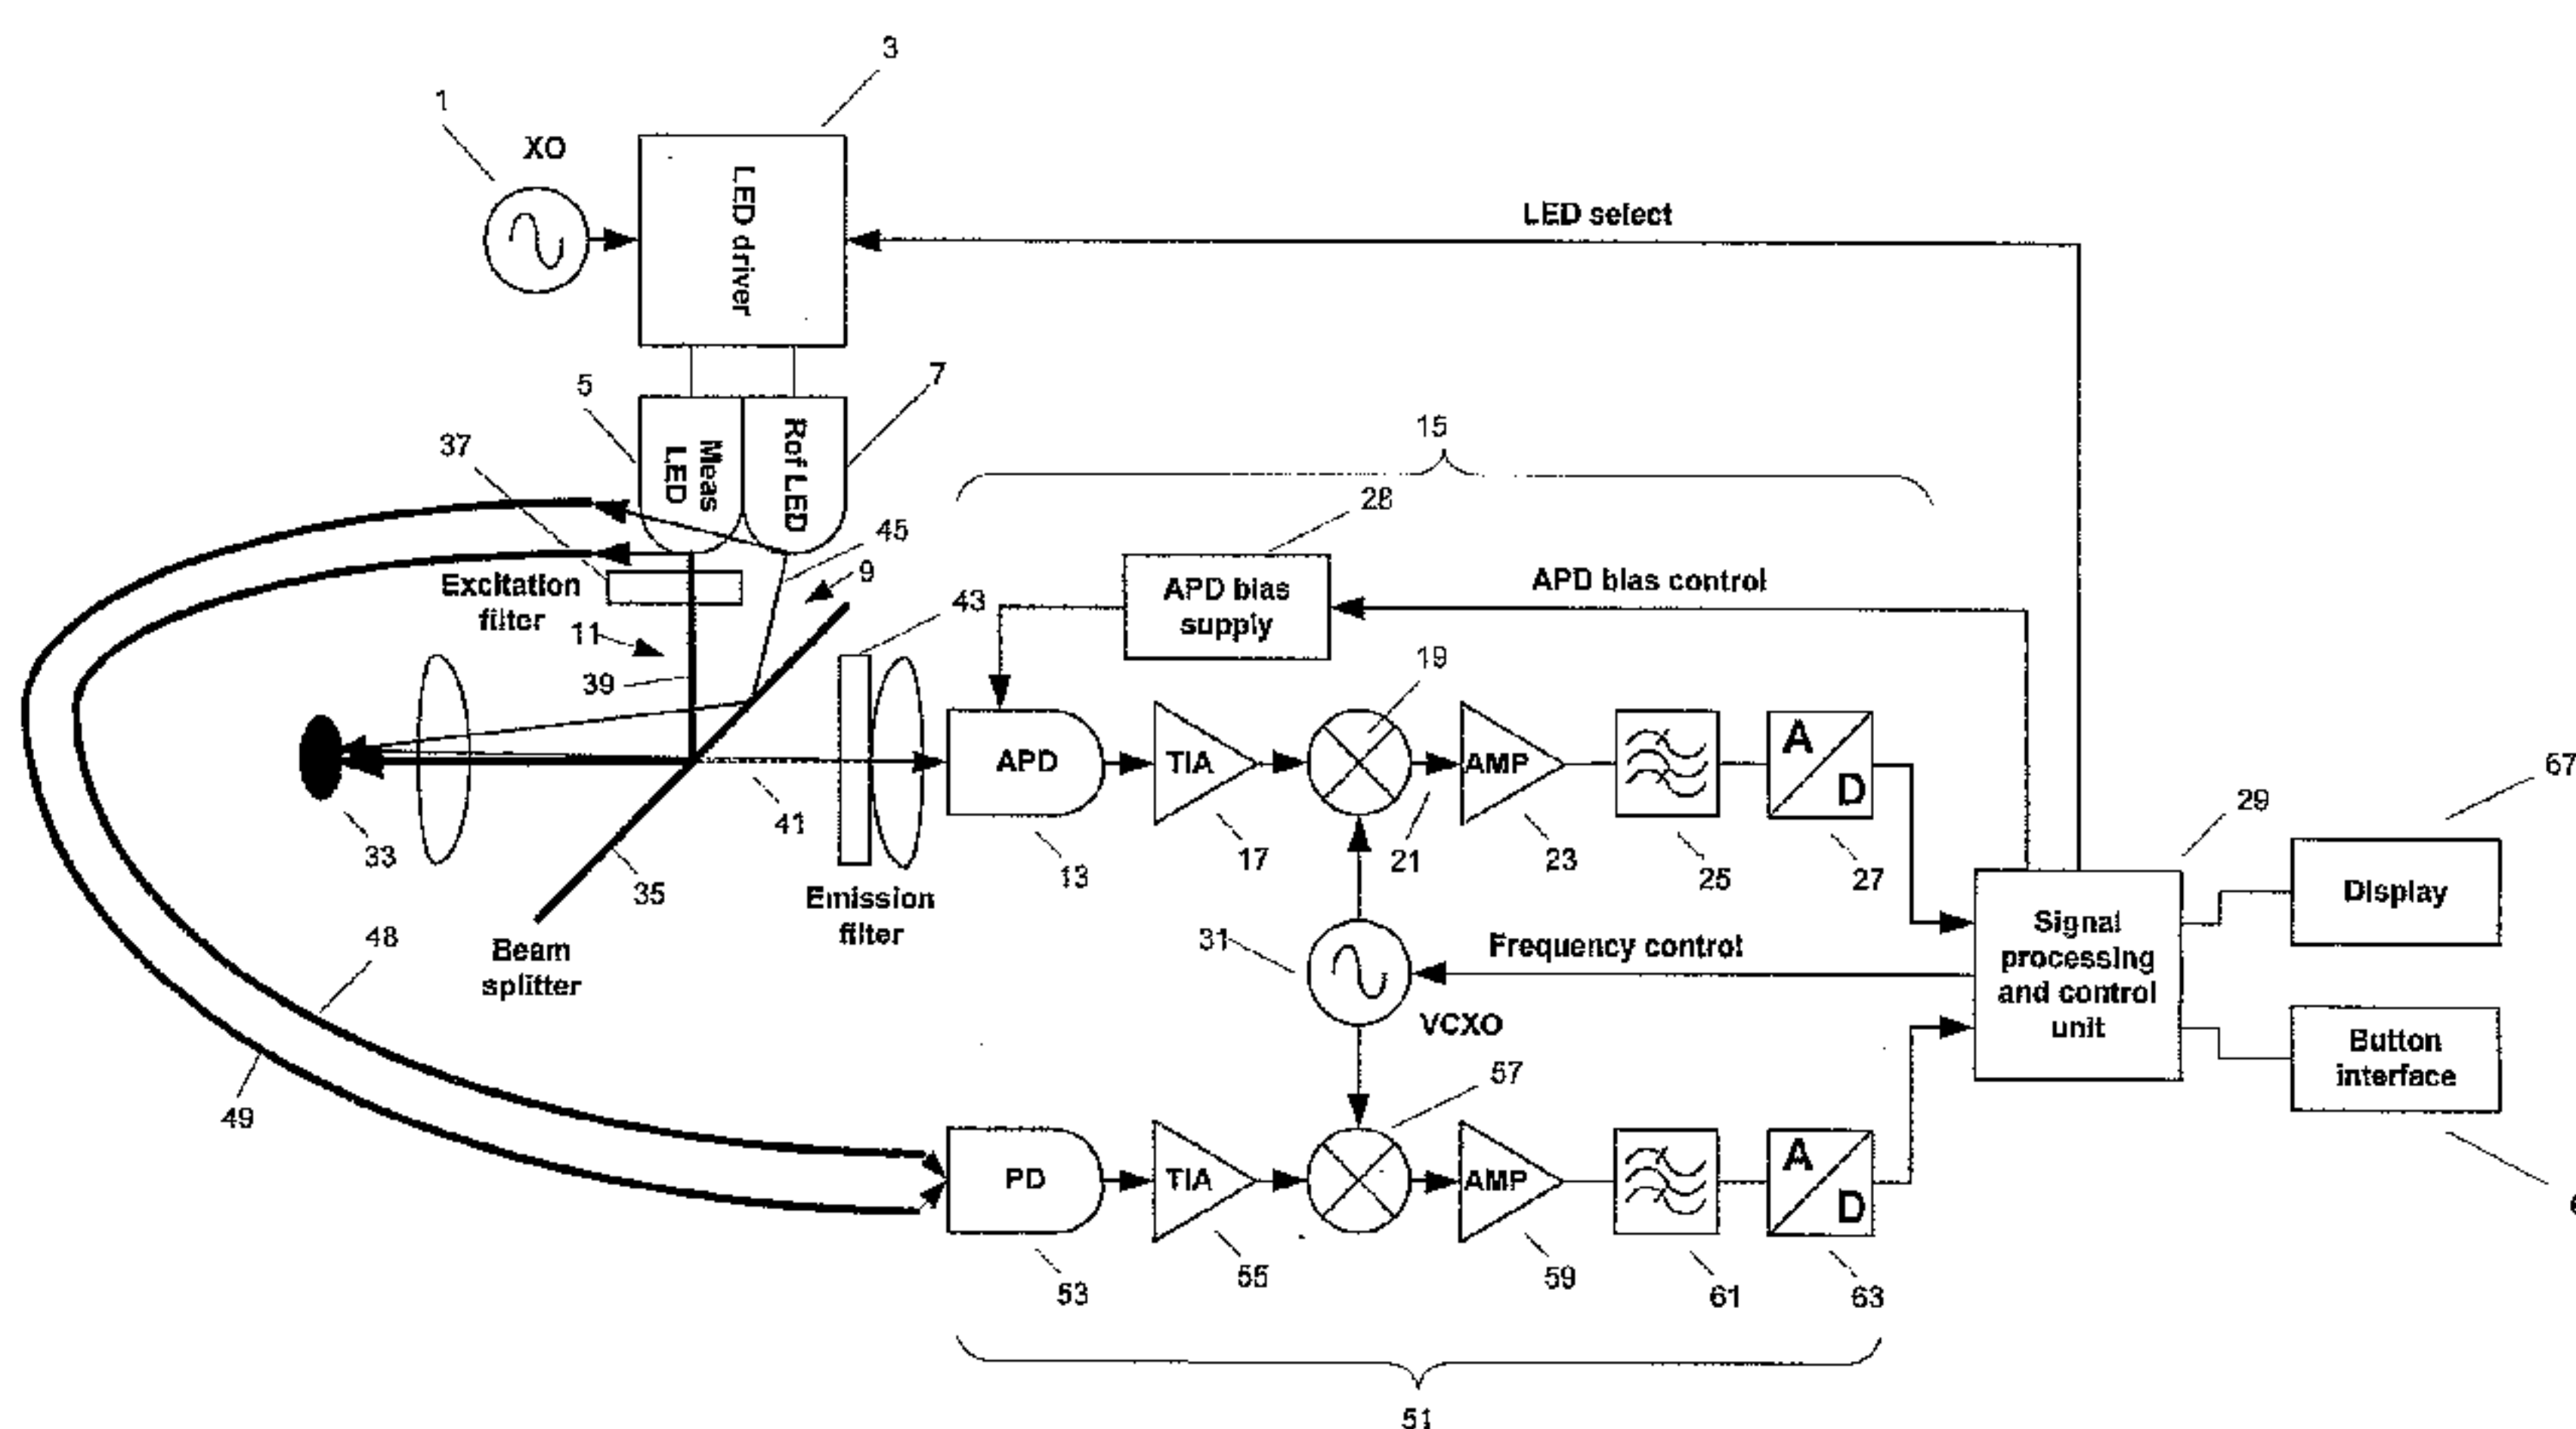 3
1
XO
LED driver
LED select
5
7
37
Meas
LED
Rof LED
15
28
45
9
Excitation
filter
43
APD bias
supply
APD bias control
11
19
39
APD
TIA
AMP
A
D
67
33
41
35
13
17
21
23
25
27
29
Emission
filter
Display
Beam
splitter
48
31
Frequency control
VCXO
Signal
processing
and control
unit
Button
interface
49
57
PD
TIA
AMP
A
D
53
55
59
61
63
51